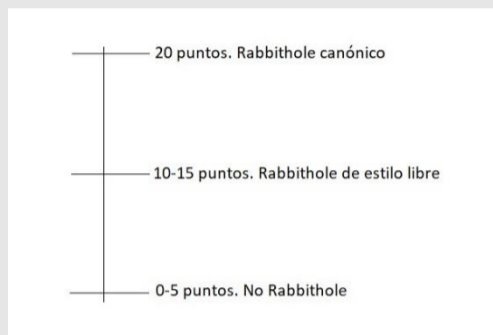 20 puntos. Rabbithole canónico
10-15 puntos. Rabbithole de estilo libre
0-5 puntos. No Rabbithole